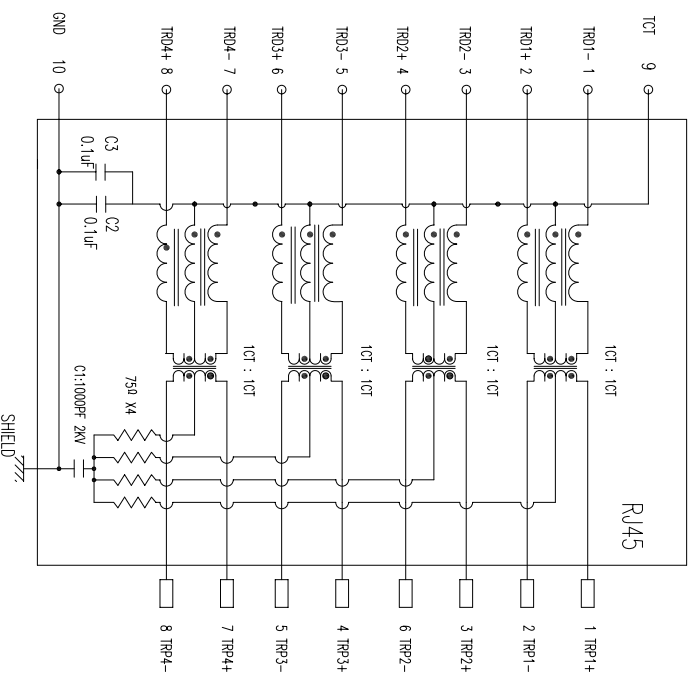 TCT 9
RJ45
TRD1- 1
1CT : 1CT
1 TRP1+
TRD1+ 2
2 TRP1-
TRD2- 3
1CT : 1CT
3 TRP2+
TRD2+ 4
6 TRP2-
TRD3- 5
1CT : 1CT
4 TRP3+
TRD3+ 6
5 TRP3-
TRD4- 7
1CT : 1CT
7 TRP4+
TRD4+ 8
8 TRP4-
75Ω X4
C3
0.1uF
C2
0.1uF
C1:1000PF 2KV
GND 10
SHIELD